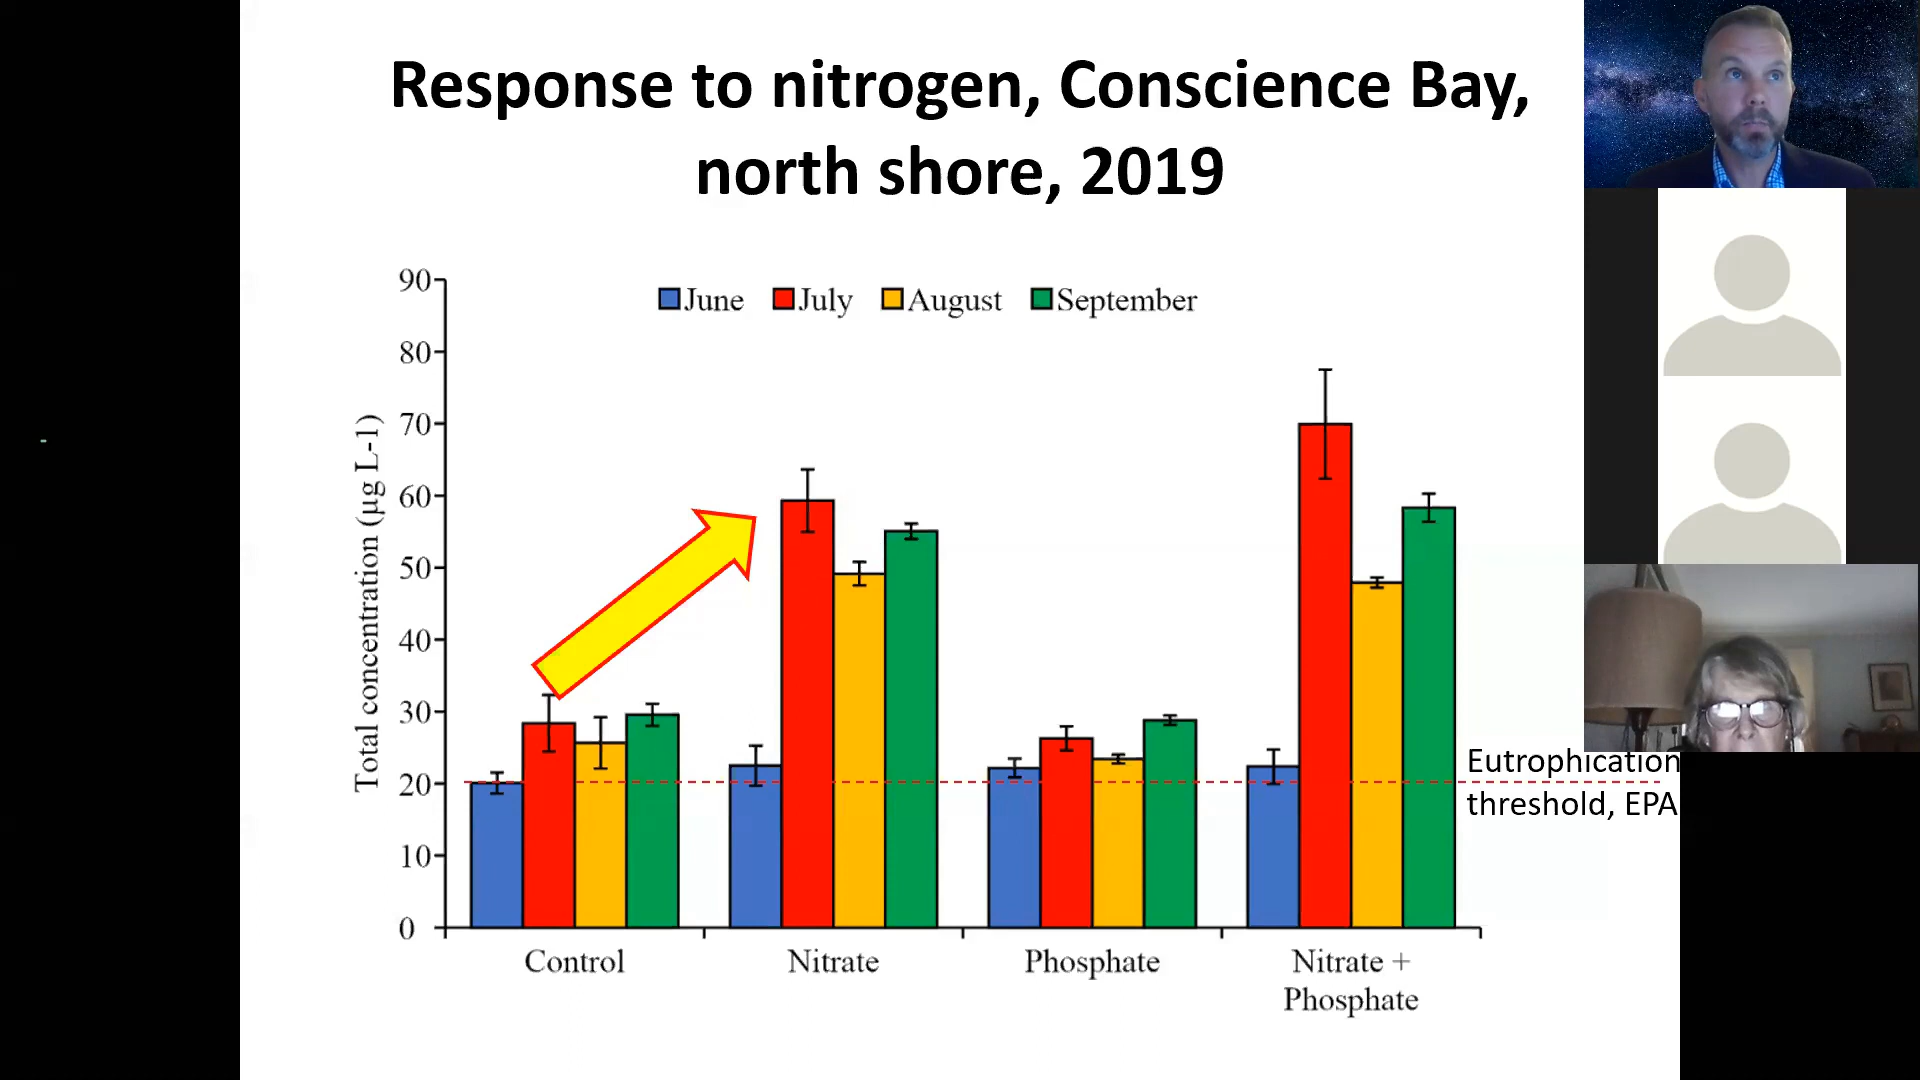 Response to nitrogen, Conscience Bay,
north shore, 2019
June July August September
Total concentration (µg L-1)
90
80
70
60
50
40
30
20
10
0
Eutrophication
threshold, EPA
Control Nitrate Phosphate Nitrate +
Phosphate